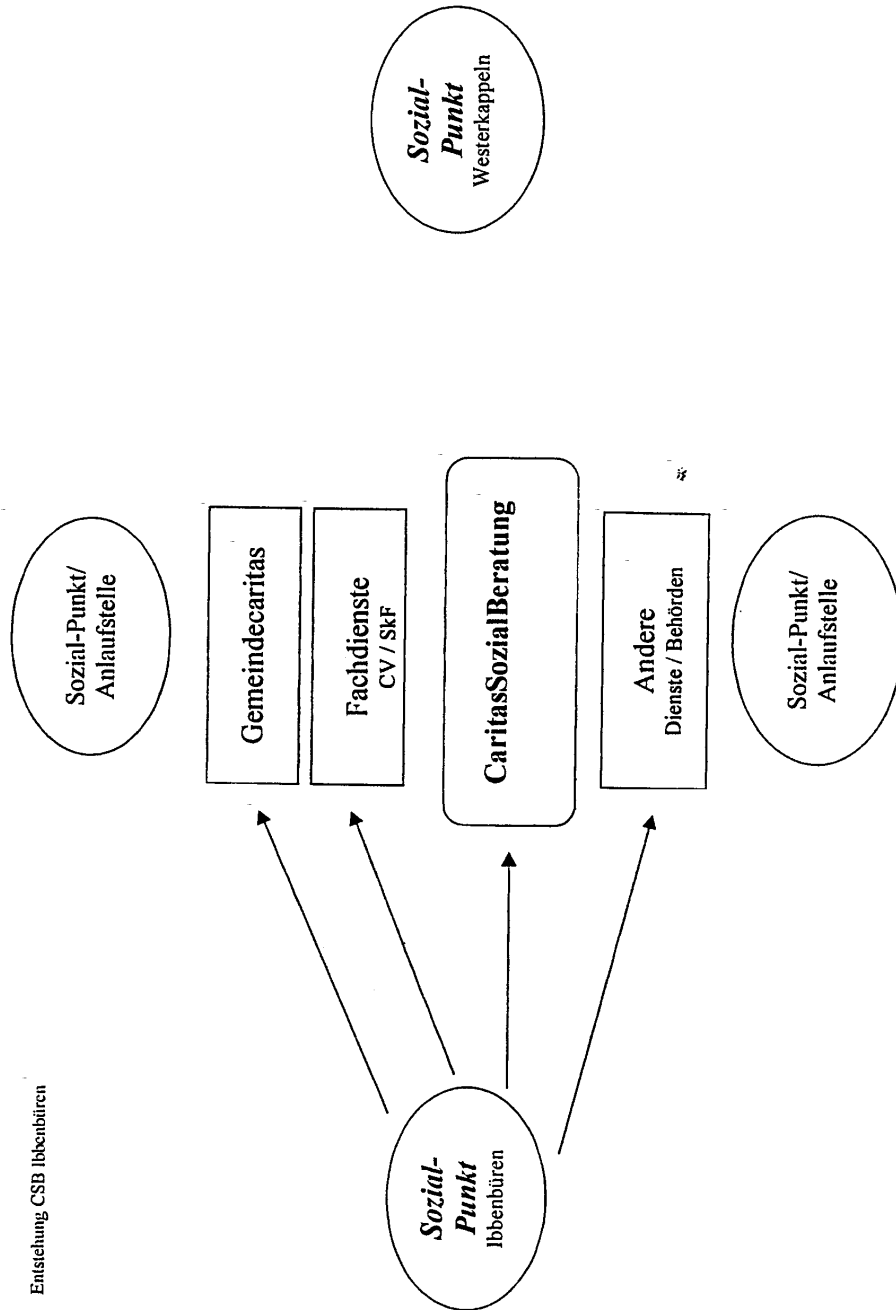 Entstehung CSB Ibbenbüren
Sozial-Punkt/
Anlaufstelle
Gemeindecaritas
Fachdienste
CV / SkF
Sozial-
Punkt
Ibbenbüren
CaritasSozialBeratung
Sozial-
Punkt
Westerkappeln
Andere
Dienste / Behörden
Sozial-Punkt/
Anlaufstelle